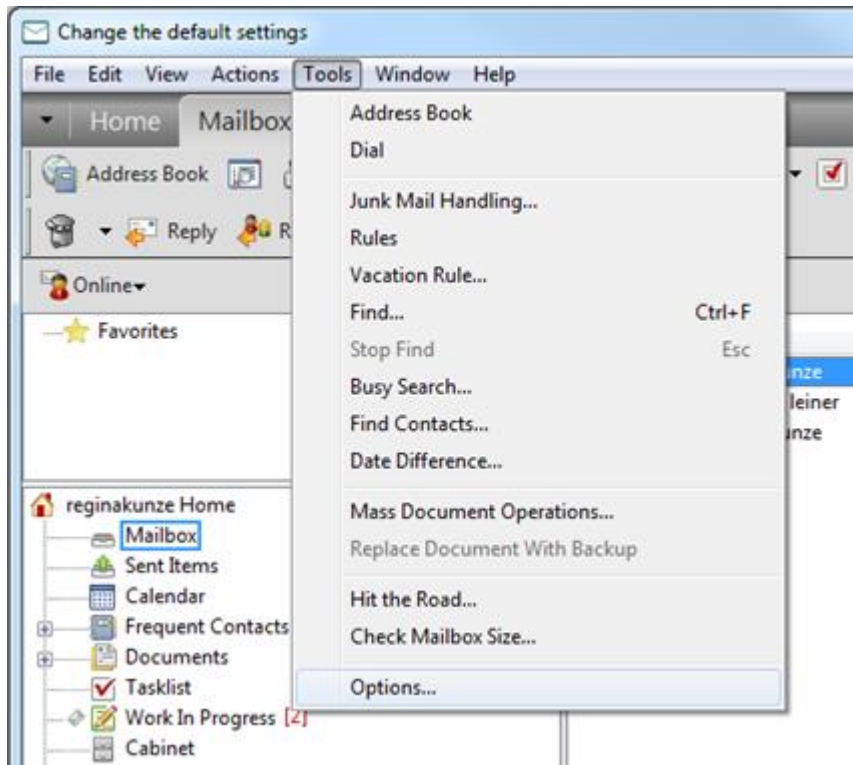 Change the default settings
File Edit View Actions Tools Window Help
Home Mailbox
Address Book
Reply R
Online
Favorites
reginakunze Home
Mailbox
Sent Items
Calendar
Frequent Contacts
Documents
Tasklist
Work In Progress [2]
Cabinet
Address Book
Dial
Junk Mail Handling...
Rules
Vacation Rule...
Find... Ctrl+F
Stop Find Esc
Busy Search...
Find Contacts...
Date Difference...
Mass Document Operations...
Replace Document With Backup
Hit the Road...
Check Mailbox Size...
Options...
unze
leiner
unze